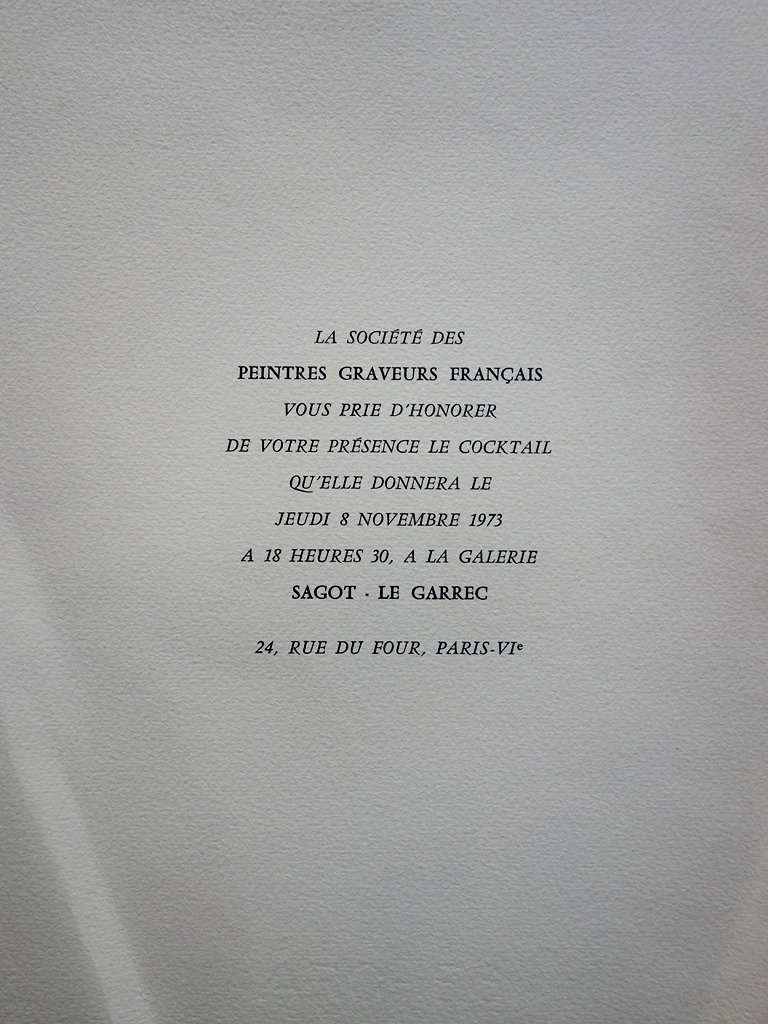 LA SOCIÉTÉ DES
PEINTRES GRAVEURS FRANÇAIS
VOUS PRIE D'HONORER
DE VOTRE PRÉSENCE LE COCKTAIL
QU'ELLE DONNERA LE
JEUDI 8 NOVEMBRE 1973
A 18 HEURES 30, A LA GALERIE
SAGOT - LE GARREC
24, RUE DU FOUR, PARIS-VIᵉ